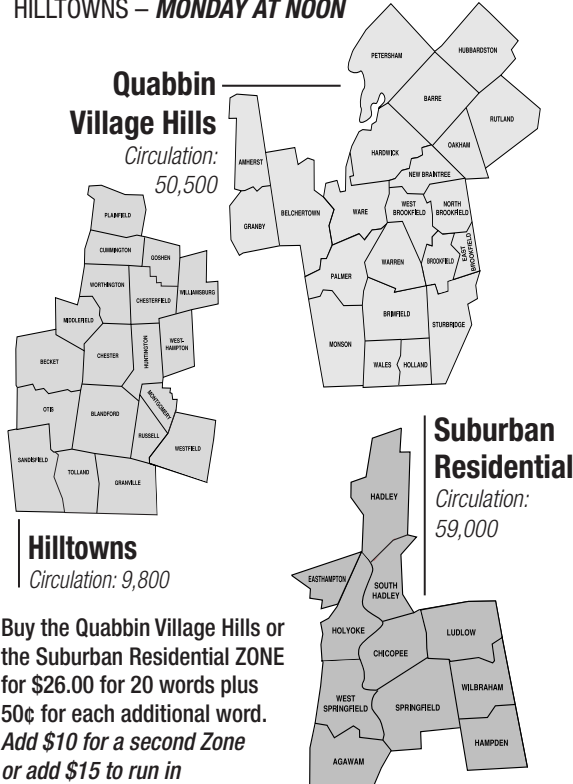 HILLTOWNS – MONDAY AT NOON
Quabbin
Village Hills
Circulation:
50,500
PETERSHAM
HUBBARDSTON
BARRE
RUTLAND
OAKHAM
HARDWICK
NEW BRAINTREE
AMHERST
GRANBY
BELCHERTOWN
WARE
WEST
BROOKFIELD
NORTH
BROOKFIELD
EAST
BROOKFIELD
BROOKFIELD
WARREN
PALMER
BRIMFIELD
STURBRIDGE
MONSON
WALES
HOLLAND
PLAINFIELD
CUMMINGTON
GOSHEN
WORTHINGTON
CHESTERFIELD
WILLIAMSBURG
MIDDLEFIELD
BECKET
CHESTER
HUNTINGTON
WEST-
HAMPTON
OTIS
BLANDFORD
MONTGOMERY
RUSSELL
WESTFIELD
SANDISFIELD
TOLLAND
GRANVILLE
Hilltowns
Circulation: 9,800
Suburban
Residential
Circulation:
59,000
HADLEY
EASTHAMPTON
SOUTH
HADLEY
HOLYOKE
CHICOPEE
LUDLOW
WEST
SPRINGFIELD
SPRINGFIELD
WILBRAHAM
HAMPDEN
AGAWAM
Buy the Quabbin Village Hills or
the Suburban Residential ZONE
for $26.00 for 20 words plus
50¢ for each additional word.
Add $10 for a second Zone
or add $15 to run in